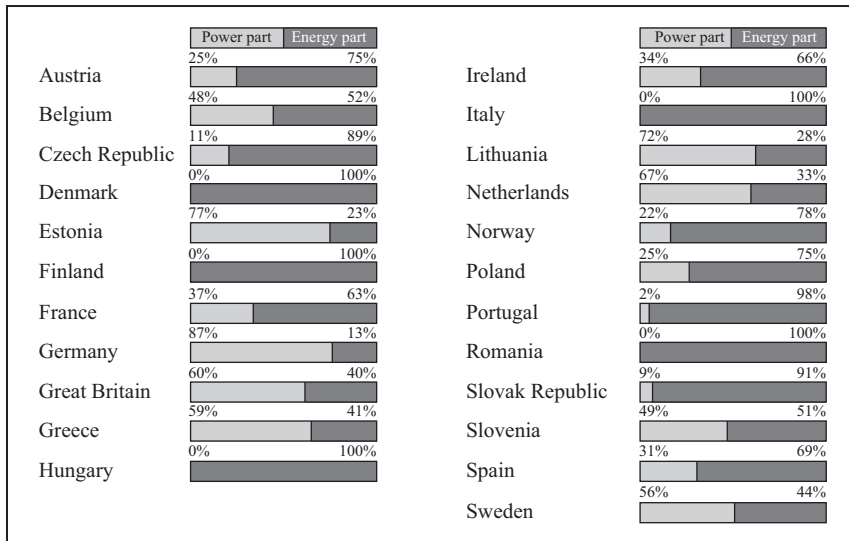 Power part Energy part
25% 75%
Austria
48% 52%
Belgium
11% 89%
Czech Republic
0% 100%
Denmark
77% 23%
Estonia
0% 100%
Finland
37% 63%
France
87% 13%
Germany
60% 40%
Great Britain
59% 41%
Greece
0% 100%
Hungary
Power part Energy part
34% 66%
Ireland
0% 100%
Italy
72% 28%
Lithuania
67% 33%
Netherlands
22% 78%
Norway
25% 75%
Poland
2% 98%
Portugal
0% 100%
Romania
9% 91%
Slovak Republic
49% 51%
Slovenia
31% 69%
Spain
56% 44%
Sweden